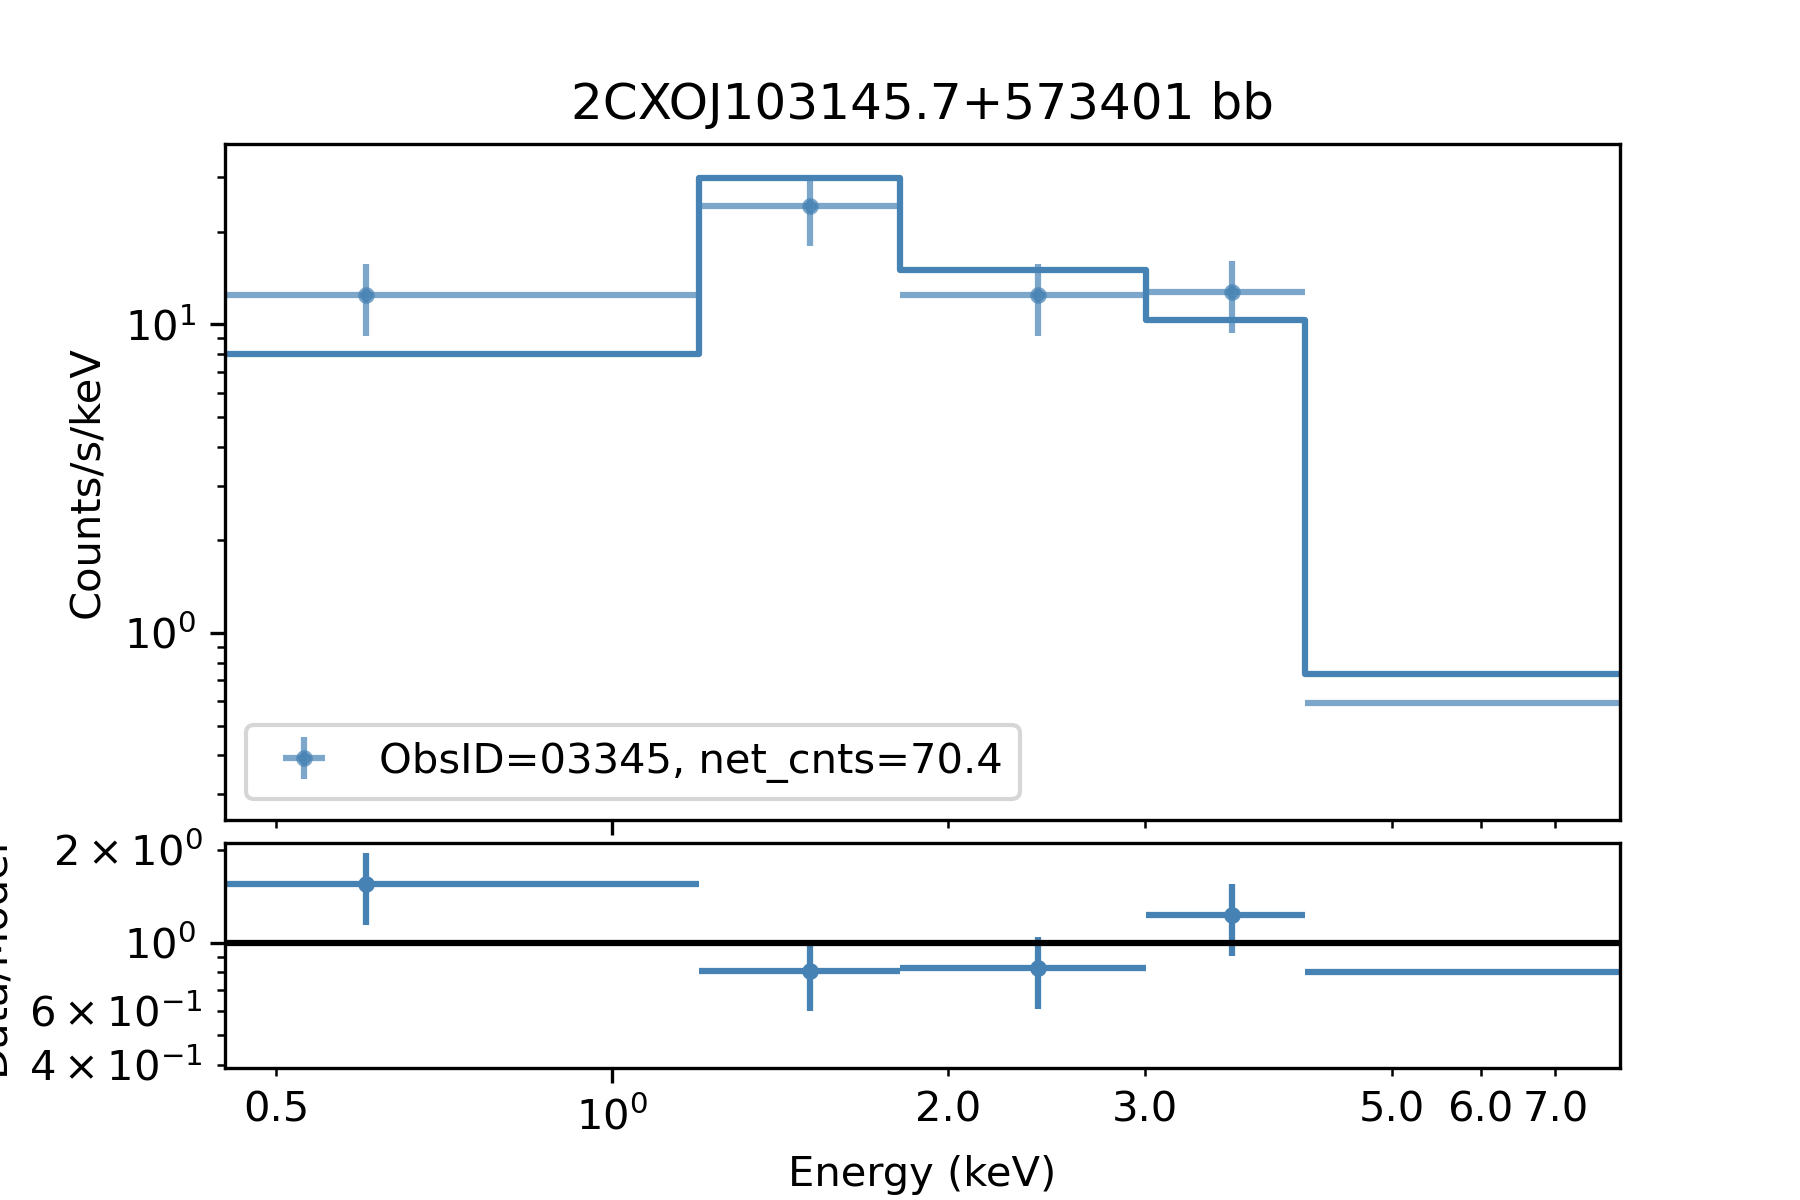 2CXOJ103145.7+573401 bb
Counts/s/keV
10¹
10⁰
ObsID=03345, net_cnts=70.4
2×10⁰
10⁰
6×10⁻¹
4×10⁻¹
0.5 10⁰ 2.0 3.0 5.0 6.0 7.0
Energy (keV)